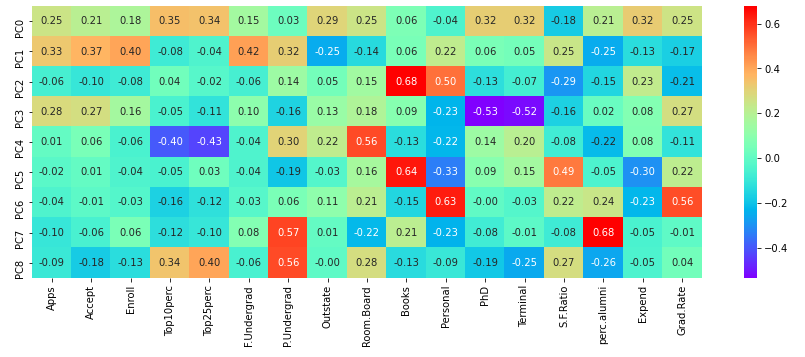 PC0 0.25 0.21 0.18 0.35 0.34 0.15 0.03 0.29 0.25 0.06 -0.04 0.32 0.32 -0.18 0.21 0.32 0.25
PC1 0.33 0.37 0.40 -0.08 -0.04 0.42 0.32 -0.25 -0.14 0.06 0.22 0.06 0.05 0.25 -0.25 -0.13 -0.17
PC2 -0.06 -0.10 -0.08 0.04 -0.02 -0.06 0.14 0.05 0.15 0.68 0.50 -0.13 -0.07 -0.29 -0.15 0.23 -0.21
PC3 0.28 0.27 0.16 -0.05 -0.11 0.10 -0.16 0.13 0.18 0.09 -0.23 -0.53 -0.52 -0.16 0.02 0.08 0.27
PC4 0.01 0.06 -0.06 -0.40 -0.43 -0.04 0.30 0.22 0.56 -0.13 -0.22 0.14 0.20 -0.08 -0.22 0.08 -0.11
PC5 -0.02 0.01 -0.04 -0.05 0.03 -0.04 -0.19 -0.03 0.16 0.64 -0.33 0.09 0.15 0.49 -0.05 -0.30 0.22
PC6 -0.04 -0.01 -0.03 -0.16 -0.12 -0.03 0.06 0.11 0.21 -0.15 0.63 -0.00 -0.03 0.22 0.24 -0.23 0.56
PC7 -0.10 -0.06 0.06 -0.12 -0.10 0.08 0.57 0.01 -0.22 0.21 -0.23 -0.08 -0.01 -0.08 0.68 -0.05 -0.01
PC8 -0.09 -0.18 -0.13 0.34 0.40 -0.06 0.56 -0.00 0.28 -0.13 -0.09 -0.19 -0.25 0.27 -0.26 -0.05 0.04
Apps Accept Enroll Top10perc Top25perc F.Undergrad P.Undergrad Outstate Room.Board Books Personal PhD Terminal S.F.Ratio perc.alumni Expend Grad.Rate
0.6
0.4
0.2
0.0
-0.2
-0.4